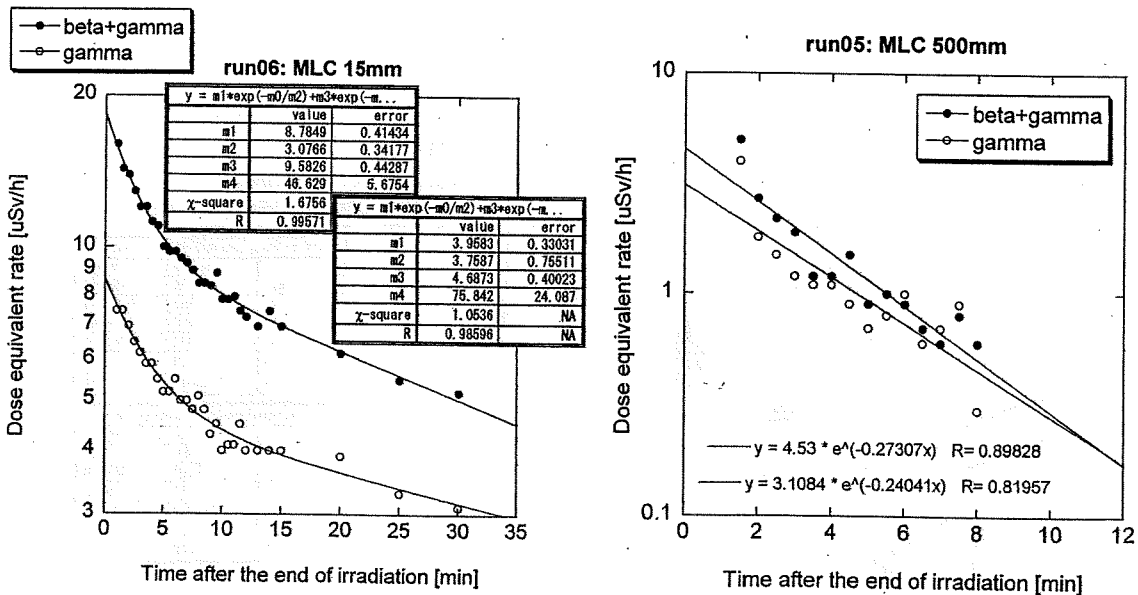 beta+gamma
gamma
run06: MLC 15mm
Dose equivalent rate [uSv/h]
20
10
9
8
7
6
5
4
3
y = m1*exp(-m0/m2)+m3*exp(-m...
value error
m1 8.7849 0.41434
m2 3.0766 0.34177
m3 9.5826 0.44287
m4 46.629 5.6754
χ-square 1.6756
R 0.99571
y = m1*exp(-m0/m2)+m3*exp(-m...
value error
m1 3.9583 0.33031
m2 3.7587 0.75511
m3 4.6873 0.40023
m4 75.842 24.087
χ-square 1.0536 NA
R 0.98596 NA
0 5 10 15 20 25 30 35
Time after the end of irradiation [min]
run05: MLC 500mm
Dose equivalent rate [uSv/h]
10
1
0.1
beta+gamma
gamma
y = 4.53 * e^(-0.27307x) R= 0.89828
y = 3.1084 * e^(-0.24041x) R= 0.81957
0 2 4 6 8 10 12
Time after the end of irradiation [min]